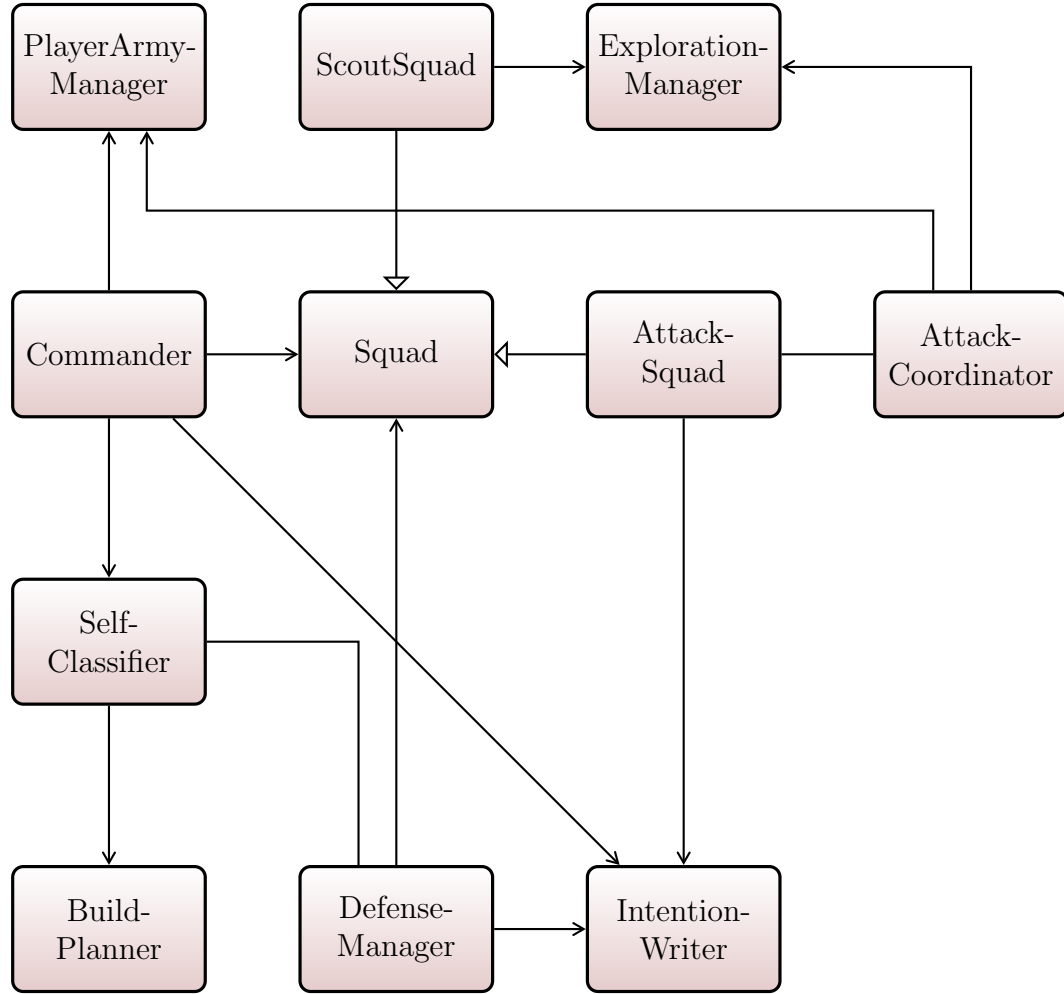 PlayerArmy-
Manager
ScoutSquad
Exploration-
Manager
Commander
Squad
Attack-
Squad
Attack-
Coordinator
Self-
Classifier
Build-
Planner
Defense-
Manager
Intention-
Writer